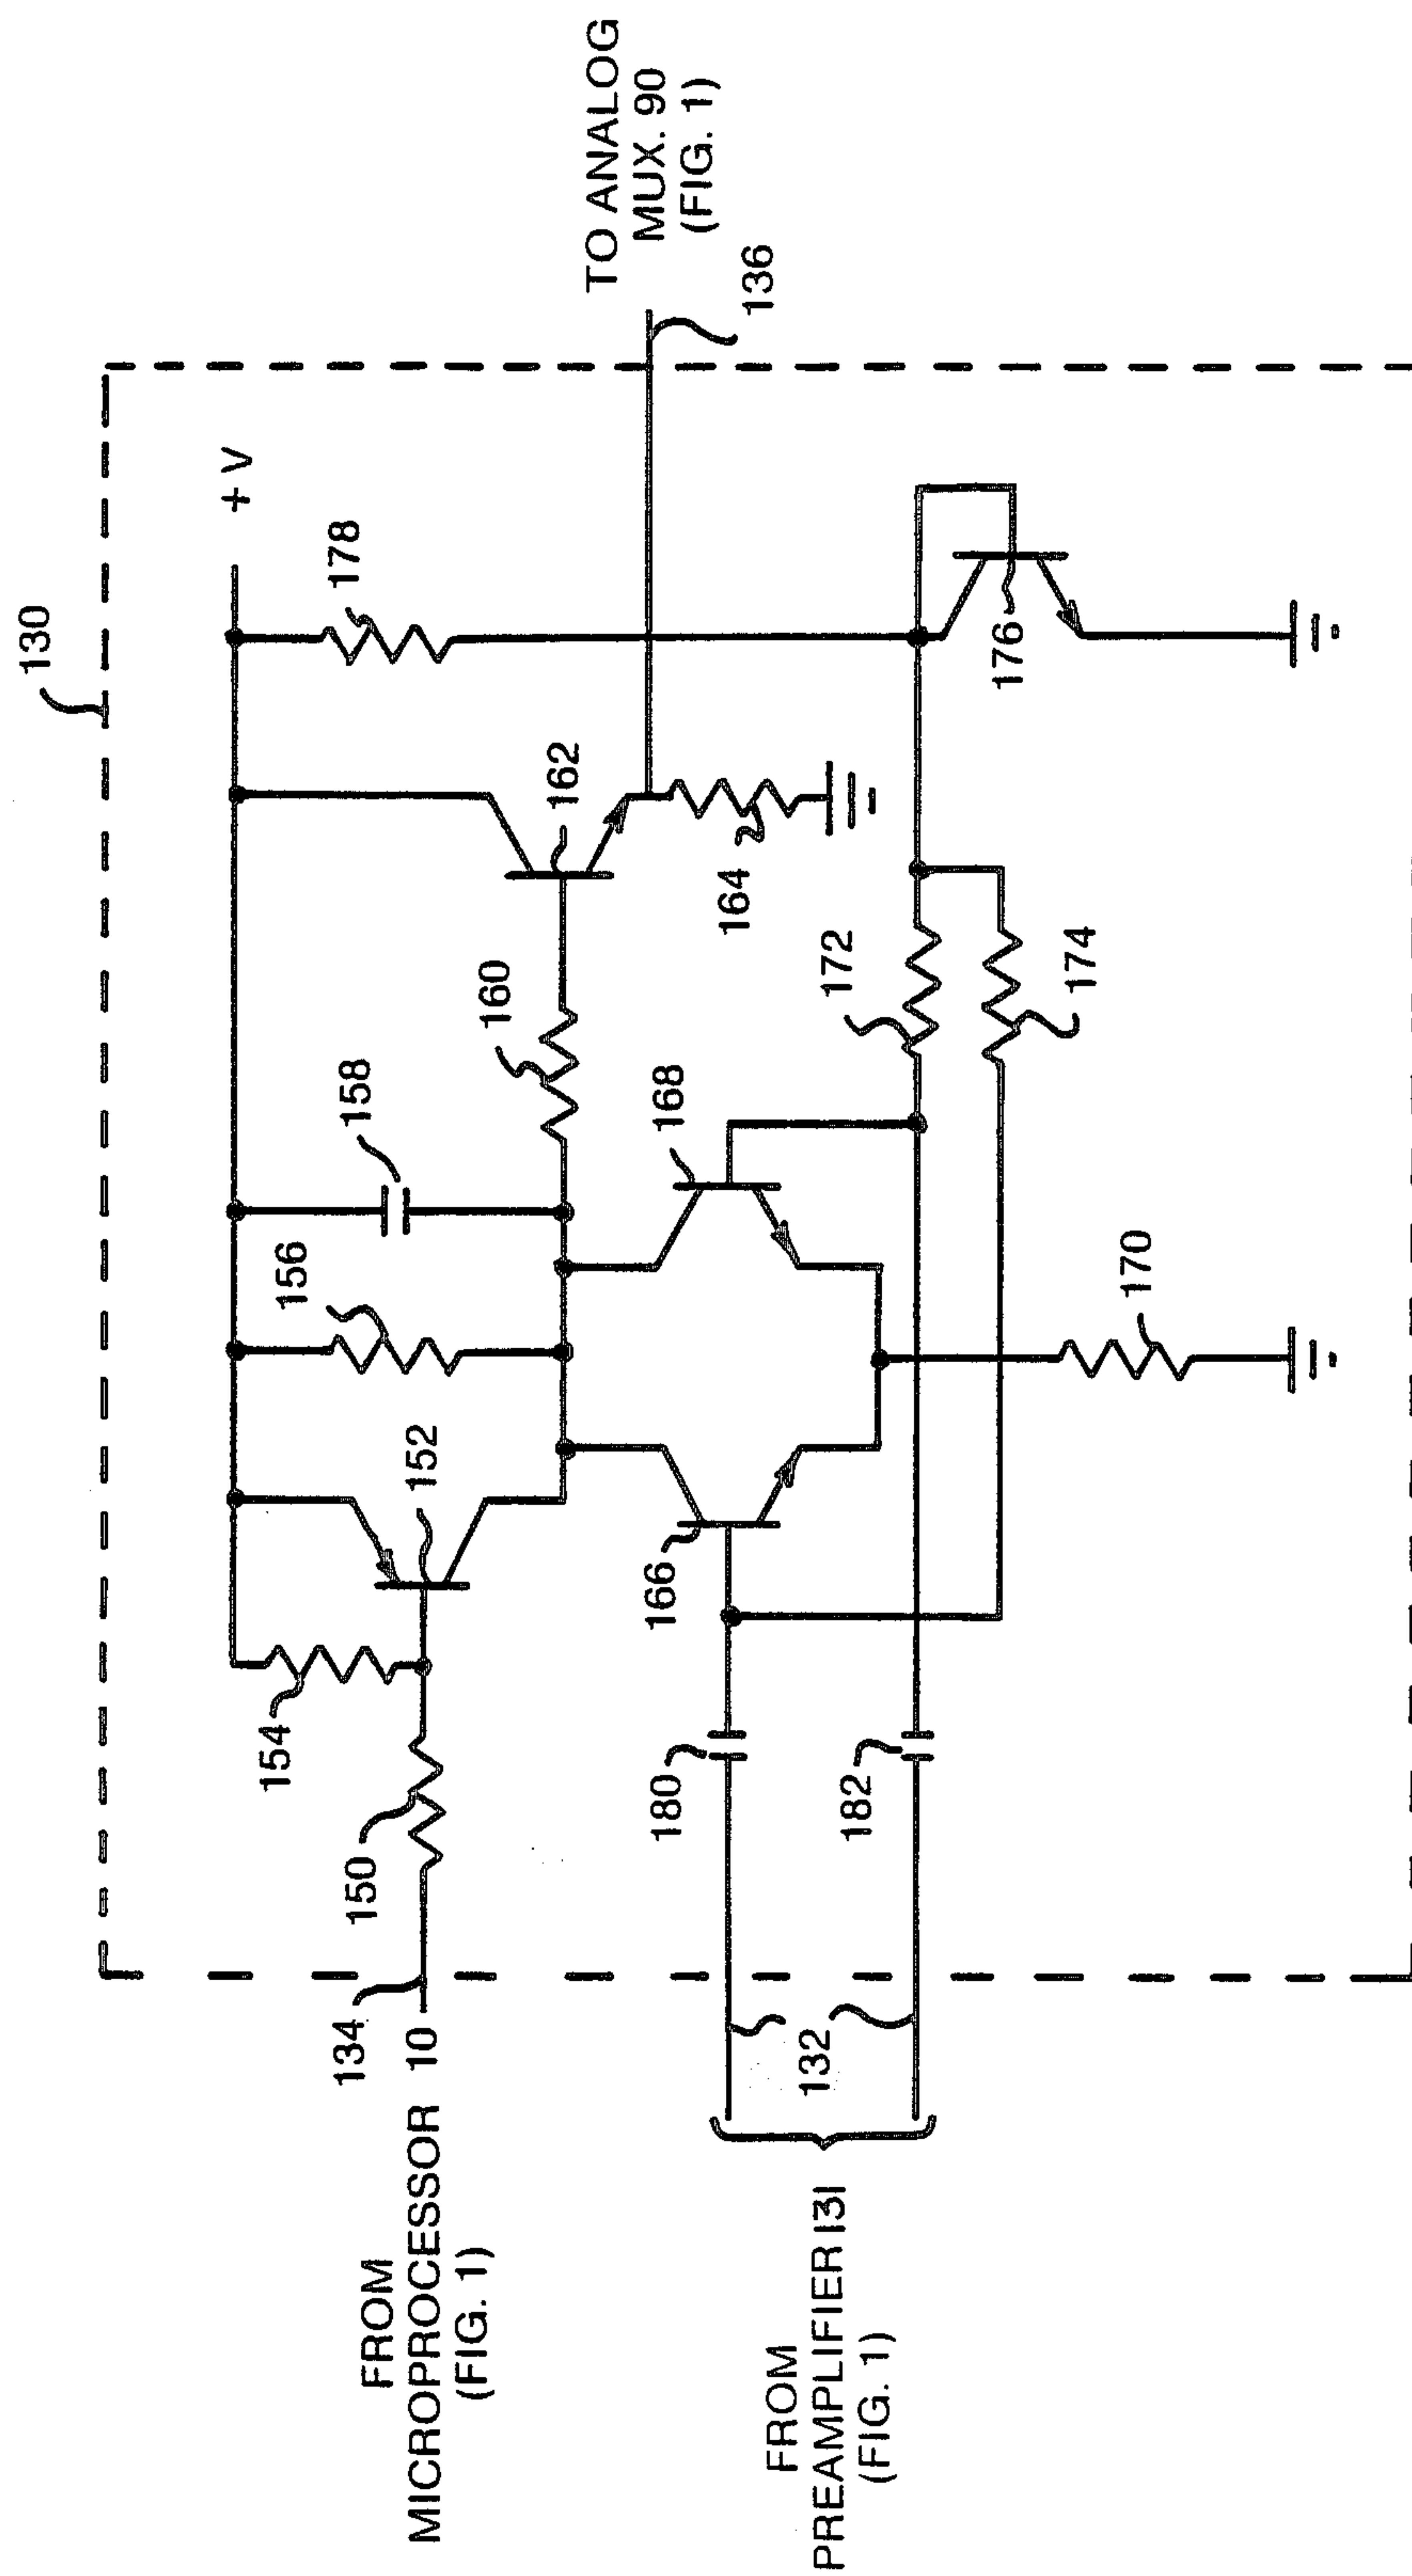 130
+ V
178
TO ANALOG
MUX. 90
(FIG. 1)
136
162
164
176
160
158
156
152
154
150
134
FROM
MICROPROCESSOR 10
(FIG. 1)
168
172
174
166
170
180
182
132
FROM
PREAMPLIFIER 131
(FIG. 1)